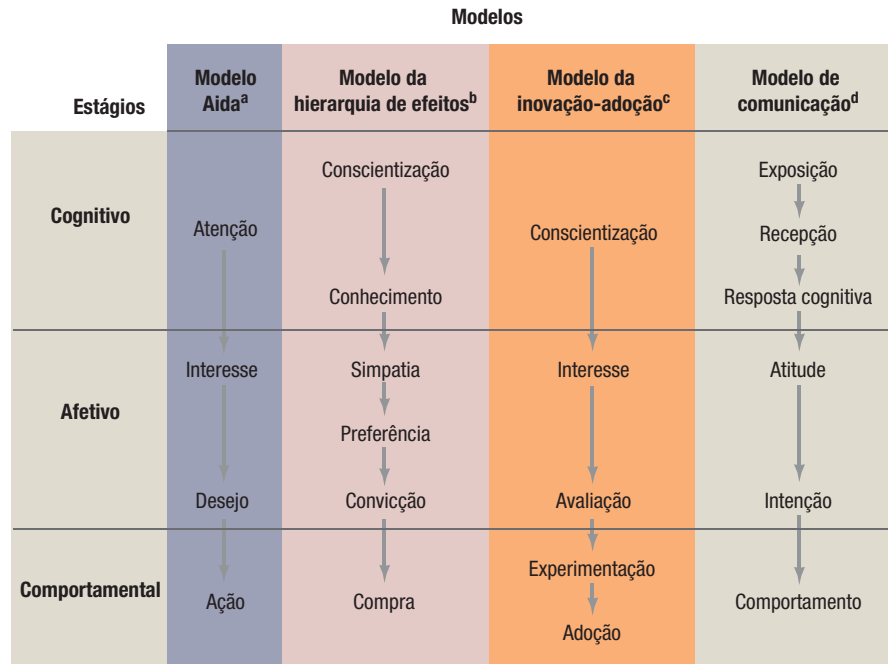 Modelos
Estágios
Modelo
Aidaᵃ
Modelo da
hierarquia de efeitosᵇ
Modelo da
inovação-adoçãoᶜ
Modelo de
comunicaçãoᵈ
Cognitivo
Atenção
Conscientização
Conhecimento
Conscientização
Exposição
Recepção
Resposta cognitiva
Afetivo
Interesse
Desejo
Simpatia
Preferência
Convicção
Interesse
Avaliação
Atitude
Intenção
Comportamental
Ação
Compra
Experimentação
Adoção
Comportamento